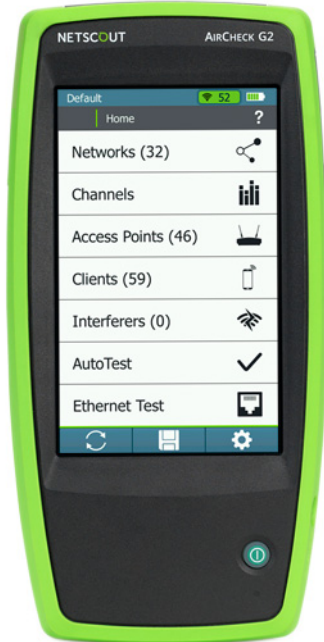 NETSCOUT AIRCHECK G2
Default 52
Home ?
Networks (32)
Channels
Access Points (46)
Clients (59)
Interferers (0)
AutoTest
Ethernet Test